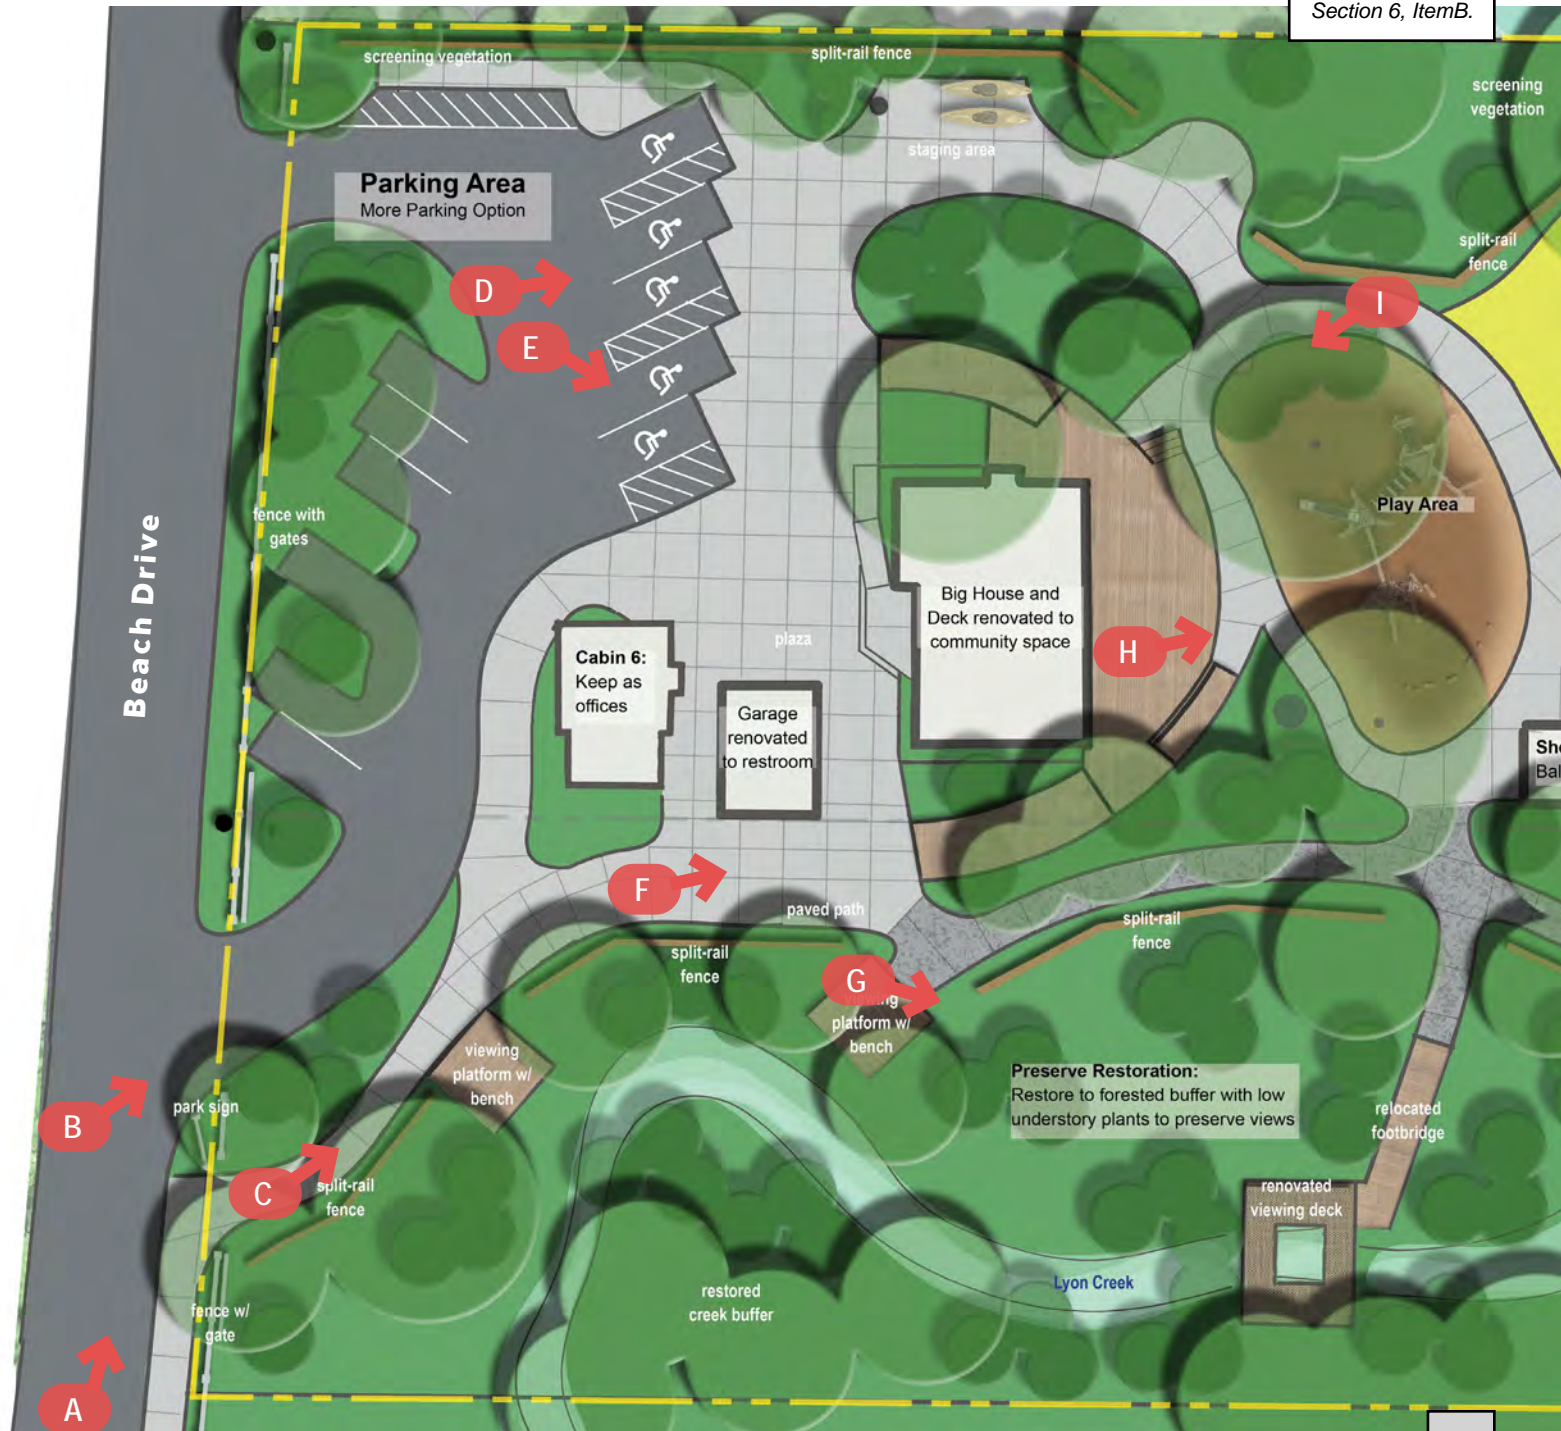 Section 6, ItemB.
screening vegetation
split-rail fence
screening
vegetation
staging area
Parking Area
More Parking Option
split-rail
fence
D
I
E
Play Area
fence with
gates
Beach Drive
Big House and
Deck renovated to
community space
plaza
H
Cabin 6:
Keep as
offices
Garage
renovated
to restroom
F
paved path
split-rail
fence
split-rail
fence
G
viewing
platform w/
bench
viewing
platform w/
bench
Preserve Restoration:
Restore to forested buffer with low
understory plants to preserve views
B
park sign
relocated
footbridge
C
split-rail
fence
renovated
viewing deck
Lyon Creek
restored
creek buffer
fence w/
gate
A